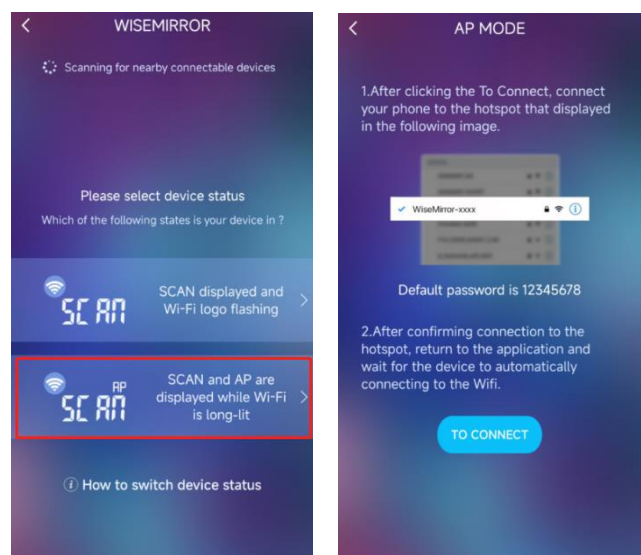 WISEMIRROR
Scanning for nearby connectable devices
Please select device status
Which of the following states is your device in ?
SCAN
SCAN displayed and
Wi-Fi logo flashing
AP
SCAN
SCAN and AP are
displayed while Wi-Fi
is long-lit
How to switch device status
AP MODE
1.After clicking the To Connect, connect
your phone to the hotspot that displayed
in the following image.
WiseMirror-xxxx
Default password is 12345678
2.After confirming connection to the
hotspot, return to the application and
wait for the device to automatically
connecting to the Wifi.
TO CONNECT